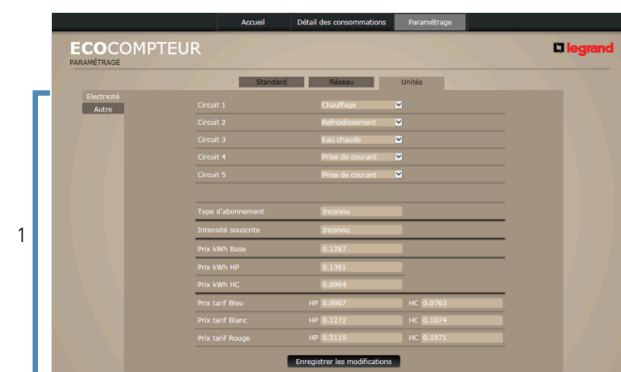 Accueil Détail des consommations Paramétrage
ECOCOMPTEUR legrand
PARAMÉTRAGE
Standard Réseau Unités
Electricité
Autre
Circuit 1 Chauffage
Circuit 2 Refroidissement
Circuit 3 Eau chaude
Circuit 4 Prise de courant
Circuit 5 Prise de courant
Type d'abonnement Inconnu
1
Intensité souscrite Inconnu
Prix kWh Base 0.1287
Prix kWh HP 0.1391
Prix kWh HC 0.0964
Prix tarif Bleu HP 0.0907 HC 0.0763
Prix tarif Blanc HP 0.1272 HC 0.1074
Prix tarif Rouge HP 0.5119 HC 0.1971
Enregistrer les modifications